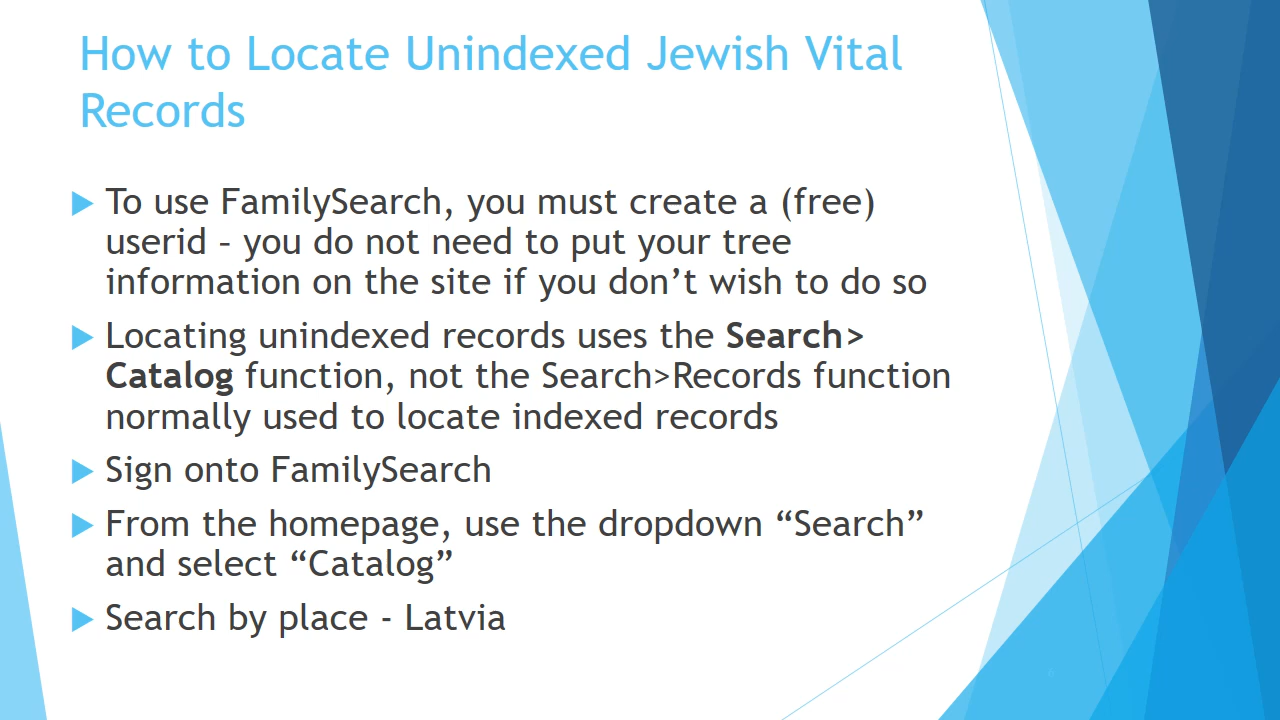 How to Locate Unindexed Jewish Vital
Records
To use FamilySearch, you must create a (free)
userid – you do not need to put your tree
information on the site if you don’t wish to do so
Locating unindexed records uses the Search>
Catalog function, not the Search>Records function
normally used to locate indexed records
Sign onto FamilySearch
From the homepage, use the dropdown “Search”
and select “Catalog”
Search by place - Latvia